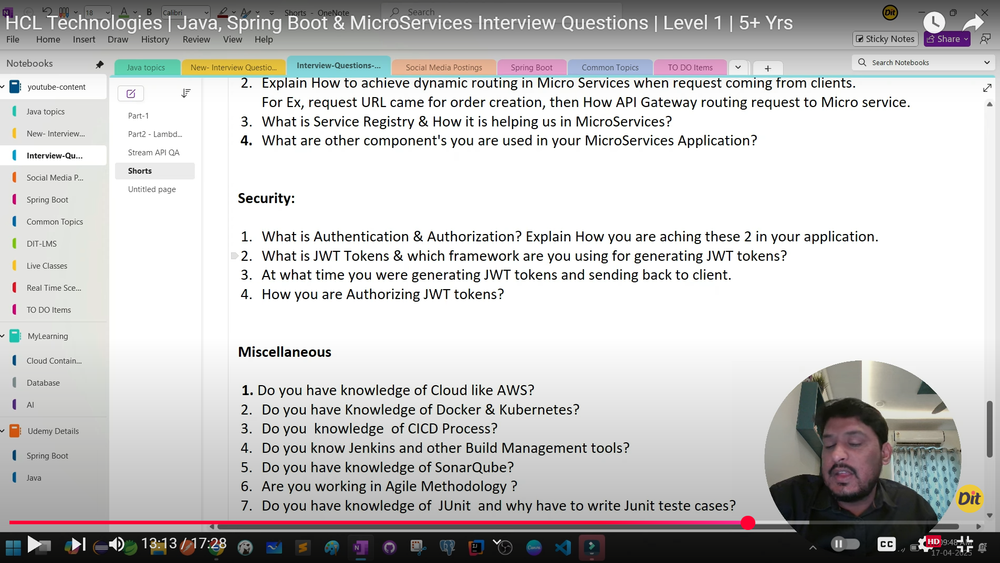 18
A
B
Calibri
Shorts - OneNote
Search
Dit
HCL Technologies | Java, Spring Boot & MicroServices Interview Questions | Level 1 | 5+ Yrs
File Home Insert Draw History Review View Help
Sticky Notes
Share
Notebooks
Java topics
New- Interview Questio...
Interview-Questions-...
Social Media Postings
Spring Boot
Common Topics
TO DO Items
+
Search Notebooks
youtube-content
Java topics
New- Interview...
Interview-Qu...
Social Media P...
Spring Boot
Common Topics
DIT-LMS
Live Classes
Real Time Sce...
TO DO Items
MyLearning
Cloud Contain...
Database
AI
Udemy Details
Spring Boot
Java
Part-1
Part2 - Lambd...
Stream API QA
Shorts
Untitled page
2. Explain How to achieve dynamic routing in Micro Services when request coming from clients.
For Ex, request URL came for order creation, then How API Gateway routing request to Micro service.
3. What is Service Registry & How it is helping us in MicroServices?
4. What are other component's you are used in your MicroServices Application?
Security:
1. What is Authentication & Authorization? Explain How you are aching these 2 in your application.
2. What is JWT Tokens & which framework are you using for generating JWT tokens?
3. At what time you were generating JWT tokens and sending back to client.
4. How you are Authorizing JWT tokens?
Miscellaneous
1. Do you have knowledge of Cloud like AWS?
2. Do you have Knowledge of Docker & Kubernetes?
3. Do you  knowledge  of CICD Process?
4. Do you know Jenkins and other Build Management tools?
5. Do you have knowledge of SonarQube?
6. Are you working in Agile Methodology ?
7. Do you have knowledge of  JUnit  and why have to write Junit teste cases?
Dit
13:13 / 17:28
Canva
CC
HD
09:48 AM
17-04-2025